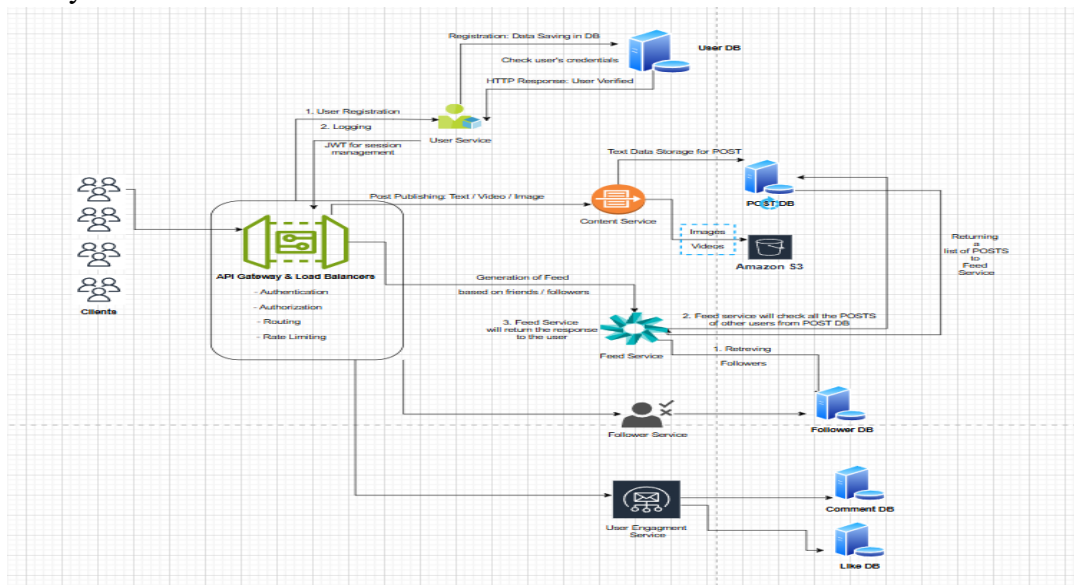 Registration: Data Saving in DB
User DB
Check user's credentials
HTTP Response: User Verified
1. User Registration
2. Logging
User Service
JWT for session
management
Text Data Storage for POST
Post Publishing: Text / Video / Image
POST DB
Content Service
Images
Videos
Amazon S3
Returning
a
list of POSTS
to
Feed
Service
API Gateway & Load Balancers
- Authentication
- Authorization
- Routing
- Rate Limiting
Clients
Generation of Feed
based on friends / followers
3. Feed Service
will return the response
to the user
2. Feed service will check all the POSTS
of other users from POST DB
Feed Service
1. Retreving
Followers
Follower Service
Follower DB
User Engagment
Service
Comment DB
Like DB